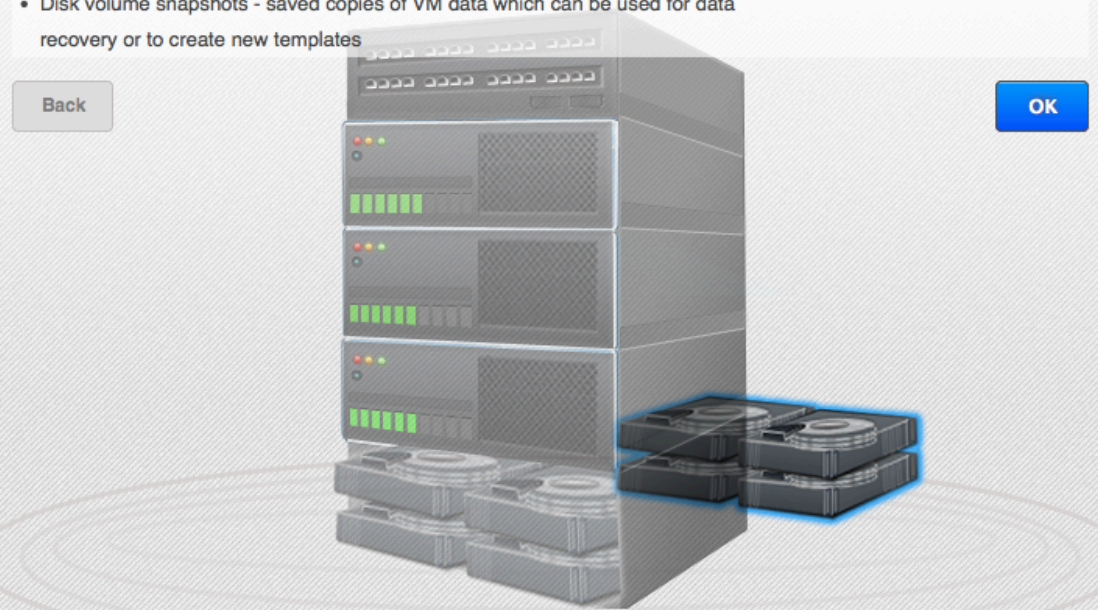 • Disk volume snapshots - saved copies of VM data which can be used for data
recovery or to create new templates
Back
OK